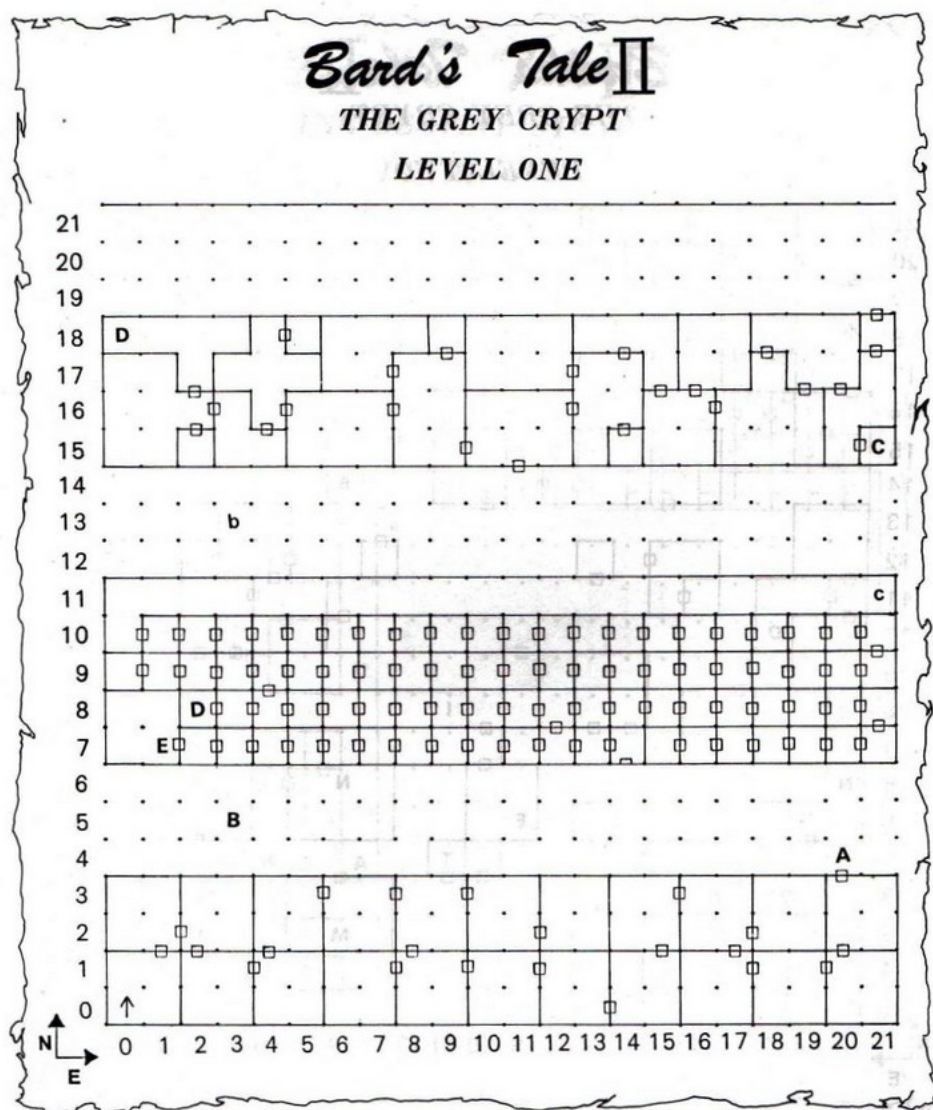 Bard's Tale II
THE GREY CRYPT
LEVEL ONE
21
20
19
18 D
17
16
15 C
14
13 b
12
11 c
10
9
8 D
7 E
6
5 B
4 A
3
2
1
0
N
E
0 1 2 3 4 5 6 7 8 9 10 11 12 13 14 15 16 17 18 19 20 21